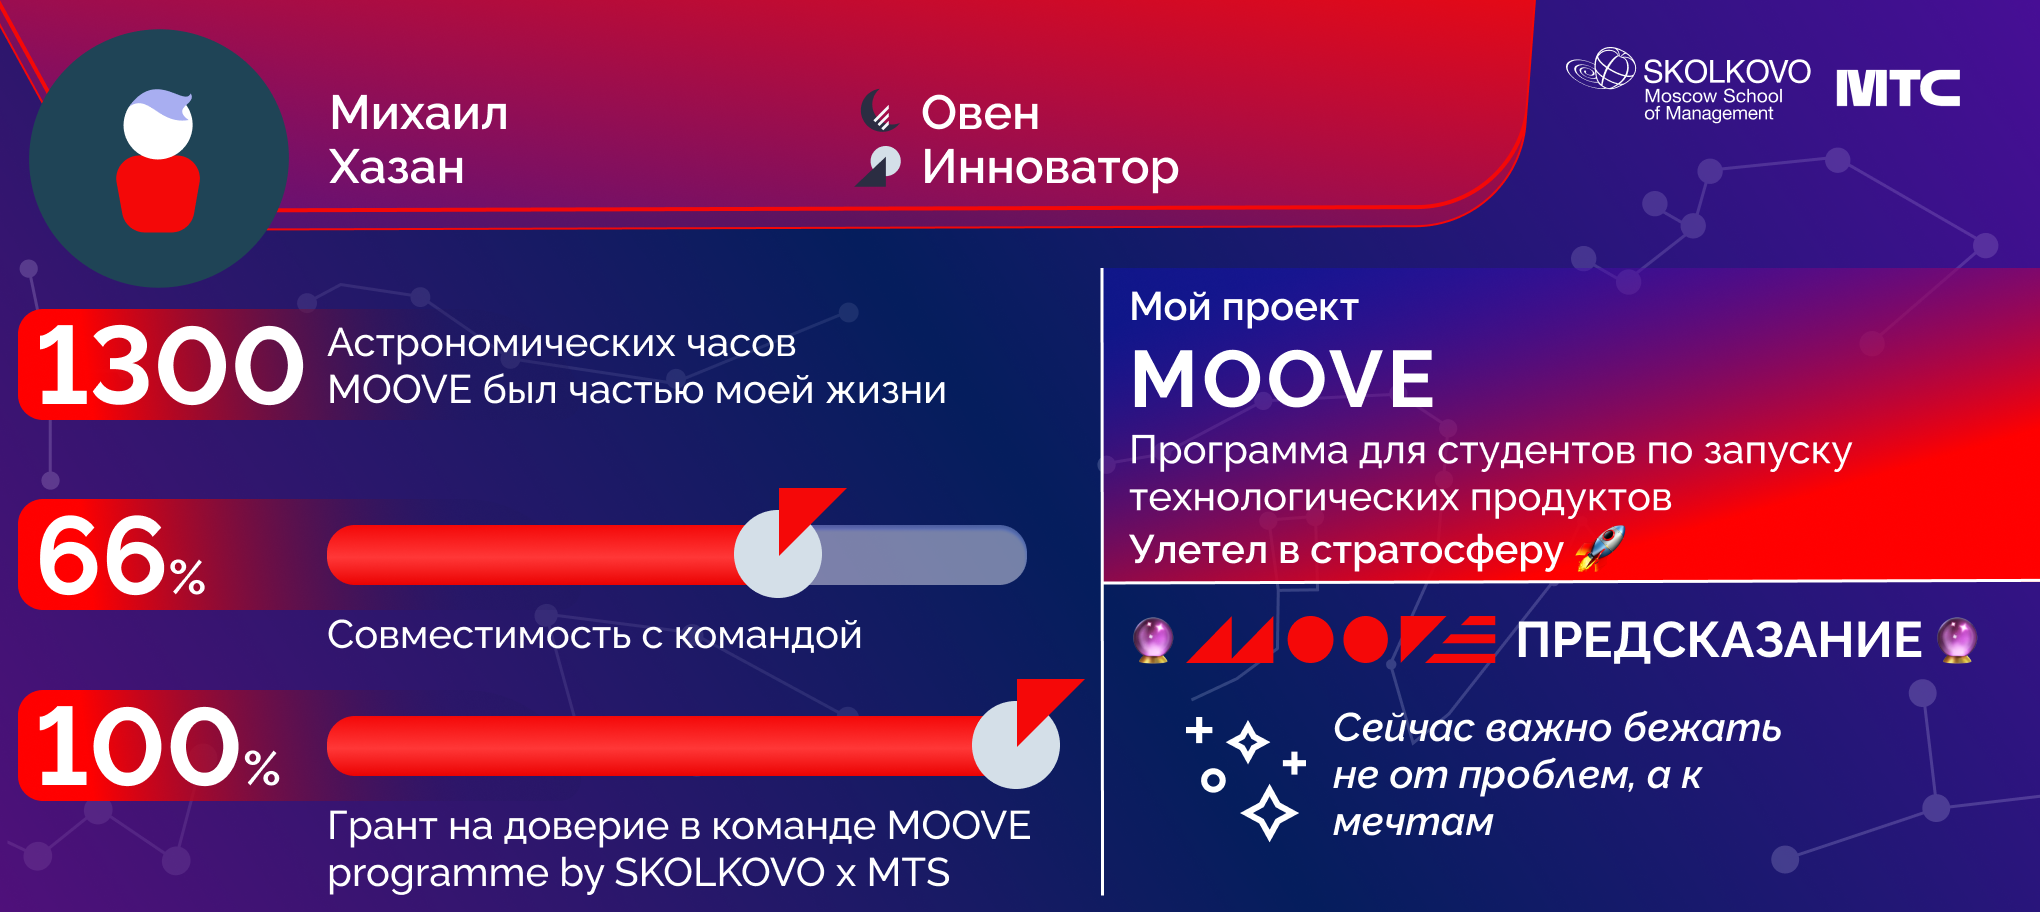 Михаил
Хазан
Овен
Инноватор
SKOLKOVO
Moscow School
of Management
МТС
1300
Астрономических часов
MOOVE был частью моей жизни
66%
Совместимость с командой
100%
Грант на доверие в команде MOOVE
programme by SKOLKOVO x MTS
Мой проект
MOOVE
Программа для студентов по запуску
технологических продуктов
Улетел в стратосферу 🚀
🔮 MOOVE ПРЕДСКАЗАНИЕ 🔮
Сейчас важно бежать
не от проблем, а к
мечтам